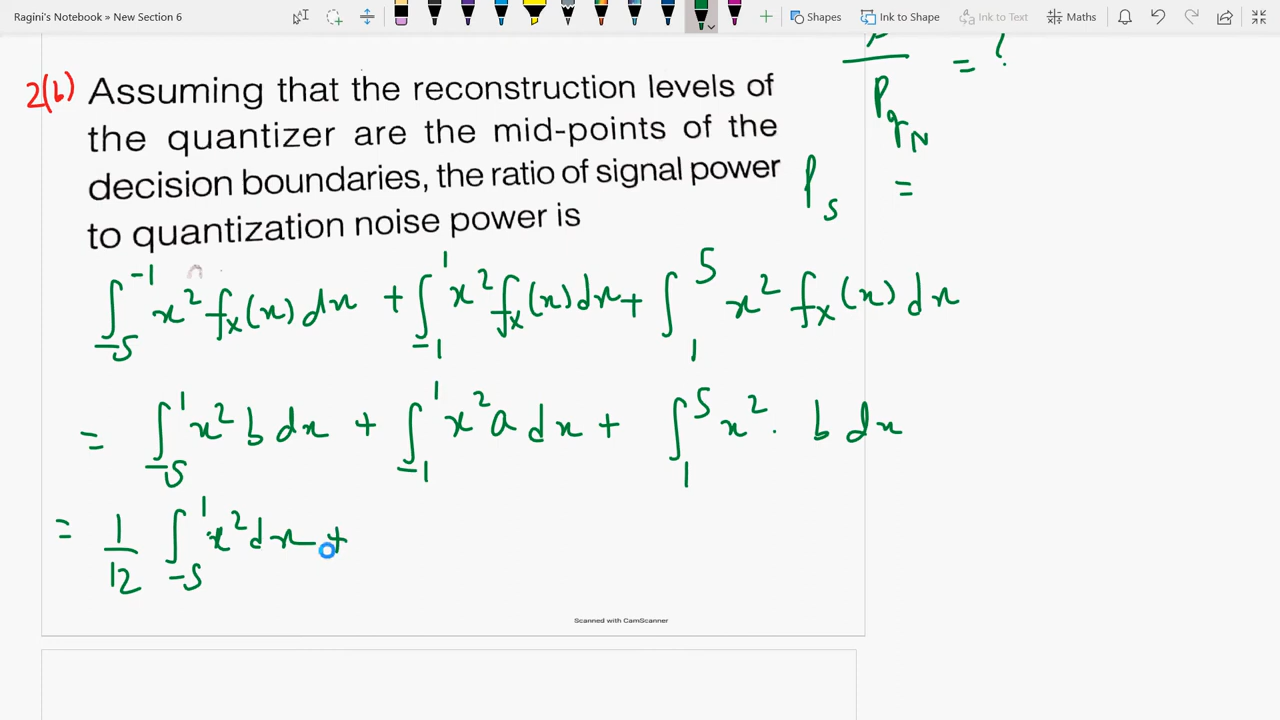 Ragini's Notebook » New Section 6
Shapes Ink to Shape Ink to Text Maths
= ?
P_{qN}
2(b) Assuming that the reconstruction levels of
the quantizer are the mid-points of the
decision boundaries, the ratio of signal power
to quantization noise power is
P_s =
∫_{-5}^{-1} x² f_x(x) dx + ∫_{-1}^{1} x² f_x(x) dx + ∫_{1}^{5} x² f_x(x) dx
= ∫_{-5}^{1} x² b dx + ∫_{-1}^{1} x² a dx + ∫_{1}^{5} x² . b dx
= 1/12 ∫_{-5}^{1} x² dx +
Scanned with CamScanner